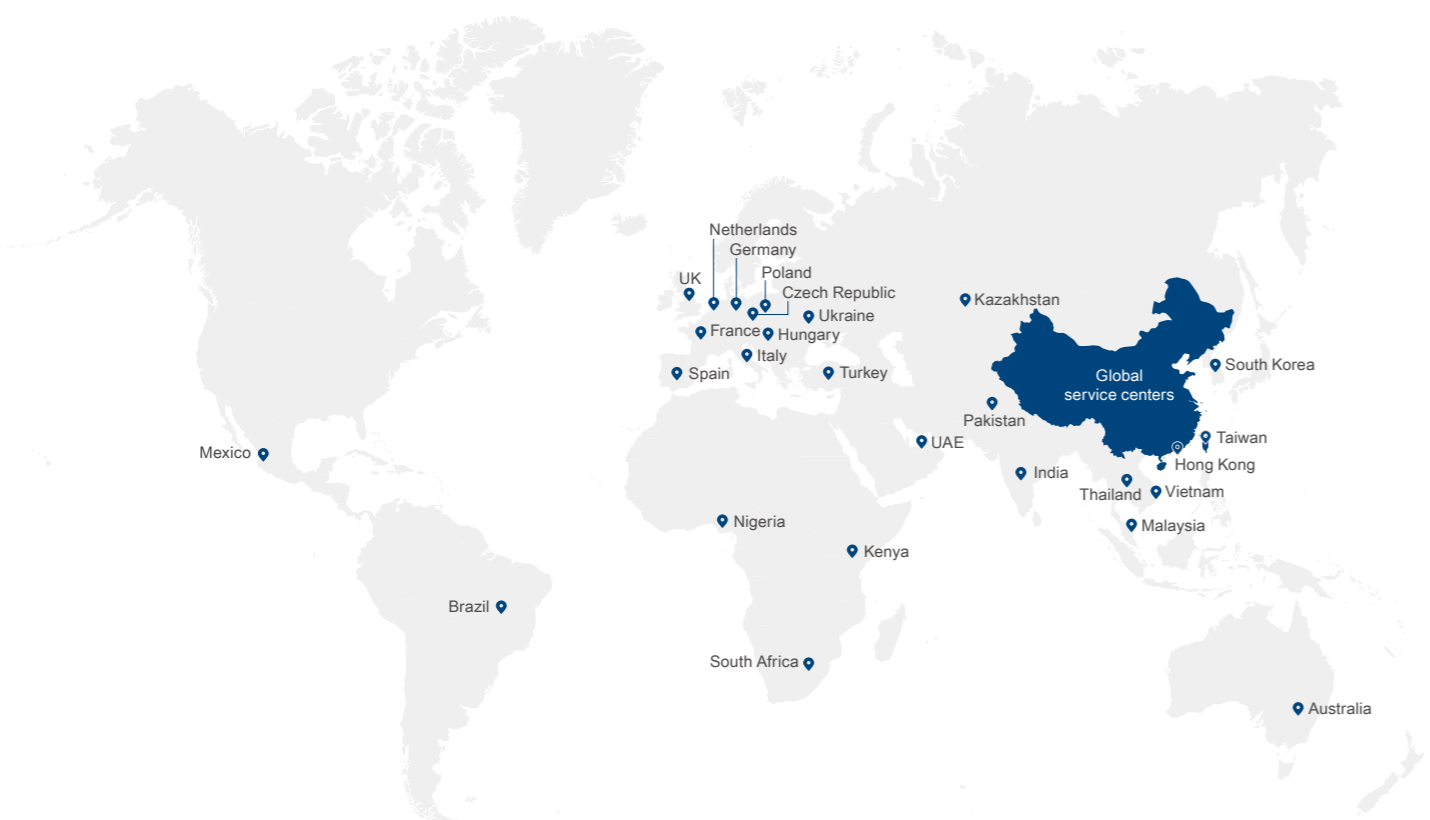 Netherlands
Germany
Poland
UK
Czech Republic
Kazakhstan
Ukraine
France
Hungary
Italy
Spain
Turkey
South Korea
Global
service centers
Pakistan
Taiwan
UAE
Mexico
Hong Kong
India
Thailand
Vietnam
Nigeria
Malaysia
Kenya
Brazil
South Africa
Australia